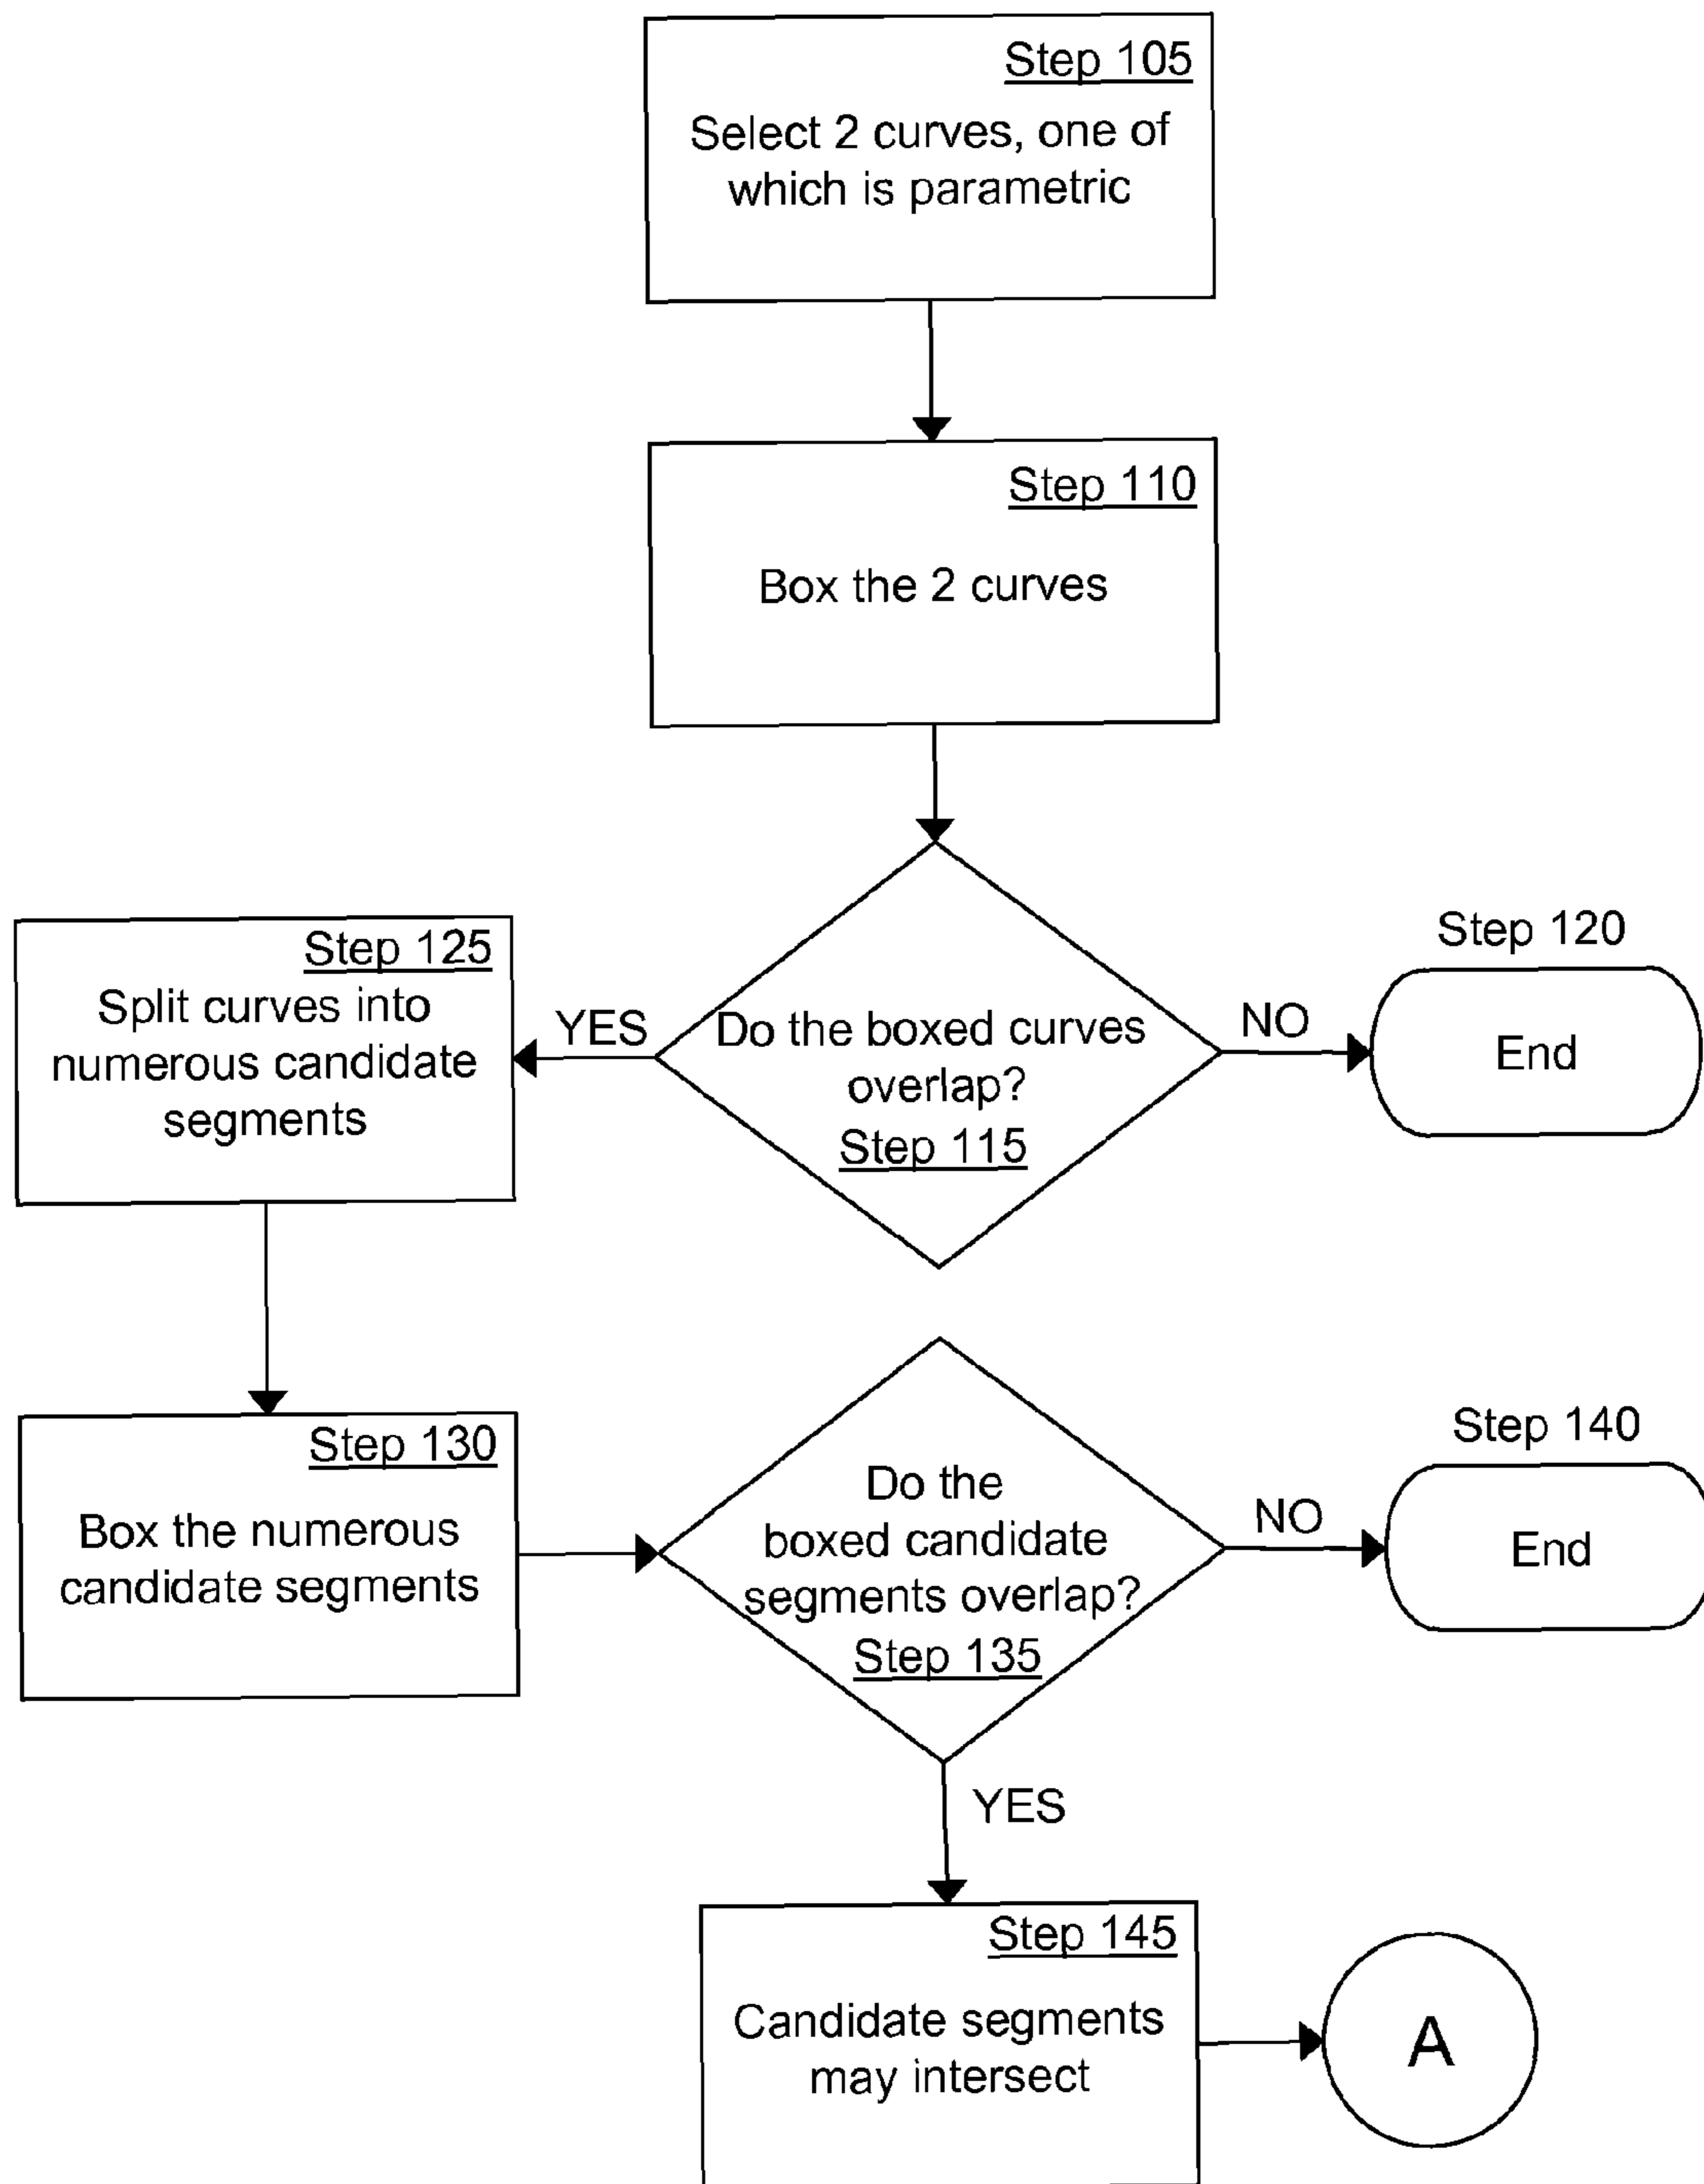 Step 105
Select 2 curves, one of
which is parametric
Step 110
Box the 2 curves
Do the boxed curves
overlap?
Step 115
YES
NO
Step 120
End
Step 125
Split curves into
numerous candidate
segments
Step 130
Box the numerous
candidate segments
Do the
boxed candidate
segments overlap?
Step 135
NO
Step 140
End
YES
Step 145
Candidate segments
may intersect
A